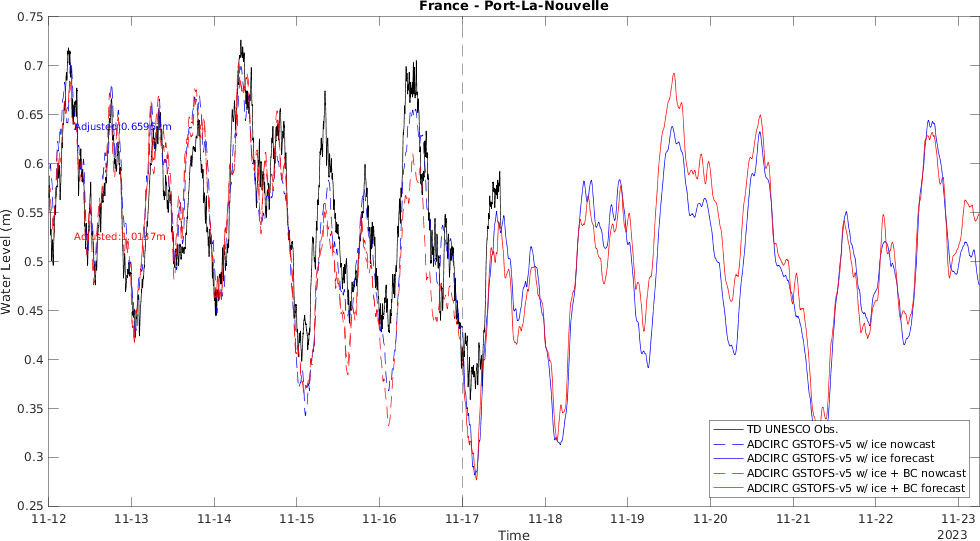 France - Port-La-Nouvelle
0.75
0.7
0.65
0.6
0.55
0.5
0.45
0.4
0.35
0.3
0.25
Water Level (m)
Adjusted:
Adjusted:
TD UNESCO Obs.
ADCIRC GSTOFS-v5 w/ ice nowcast
ADCIRC GSTOFS-v5 w/ ice forecast
ADCIRC GSTOFS-v5 w/ ice + BC nowcast
ADCIRC GSTOFS-v5 w/ ice + BC forecast
11-12 11-13 11-14 11-15 11-16 11-17 11-18 11-19 11-20 11-21 11-22 11-23
Time
2023